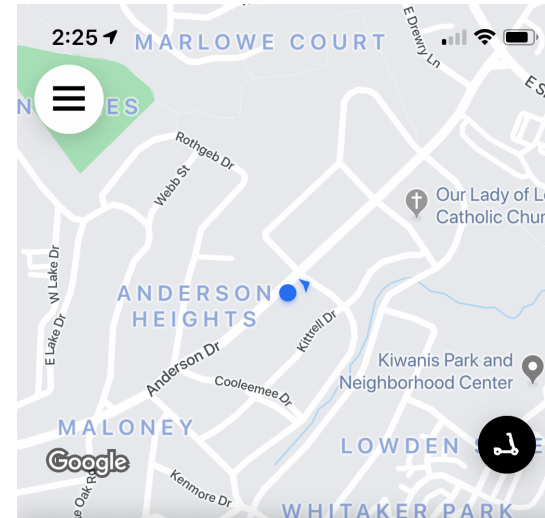 2:25
MARLOWE COURT
E Drewry Ln
ES
Rothgeb Dr
Webb St
Our Lady of L
Catholic Chur
W Lake Dr
ANDERSON
HEIGHTS
E Lake Dr
Kittrell Dr
Anderson Dr
Kiwanis Park and
Neighborhood Center
Cooleemee Dr
MALONEY
LOWDEN
Google
Kenmore Dr
WHITAKER PARK